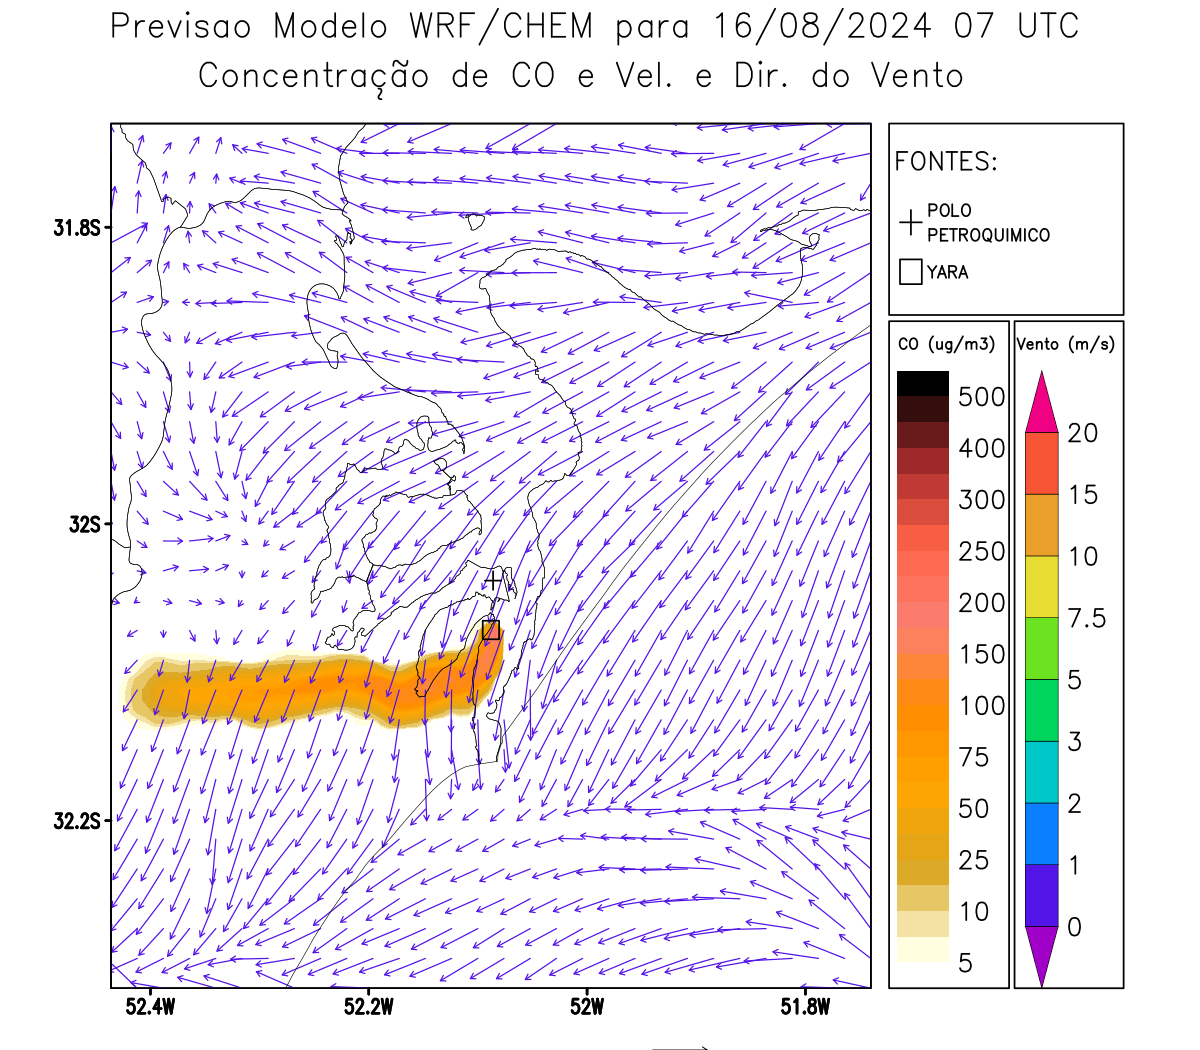 Previsao Modelo WRF/CHEM para 16/08/2024 07 UTC
Concentração de CO e Vel. e Dir. do Vento
FONTES:
POLO
PETROQUIMICO
YARA
CO (ug/m3)
500
400
300
250
200
150
100
75
50
25
10
5
Vento (m/s)
20
15
10
7.5
5
3
2
1
0
31.8S
32S
32.2S
52.4W
52.2W
52W
51.8W